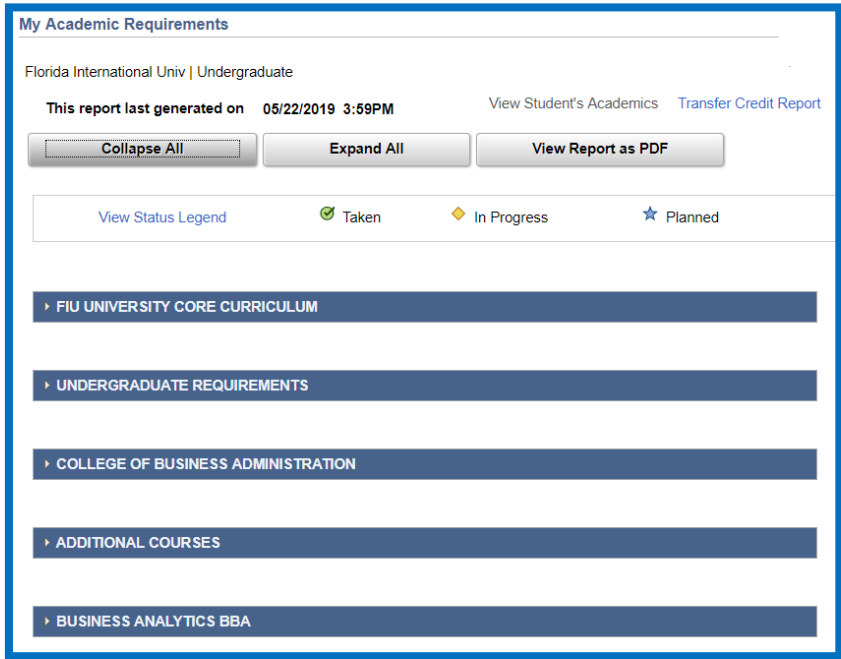 My Academic Requirements
Florida International Univ | Undergraduate
This report last generated on 05/22/2019 3:59PM View Student's Academics Transfer Credit Report
Collapse All Expand All View Report as PDF
View Status Legend Taken In Progress Planned
FIU UNIVERSITY CORE CURRICULUM
UNDERGRADUATE REQUIREMENTS
COLLEGE OF BUSINESS ADMINISTRATION
ADDITIONAL COURSES
BUSINESS ANALYTICS BBA